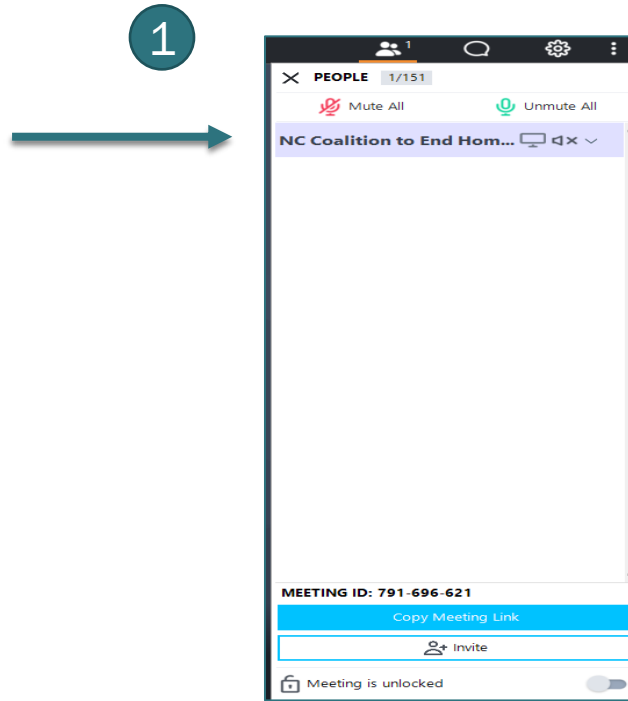 1
1
PEOPLE 1/151
Mute All Unmute All
NC Coalition to End Hom...
MEETING ID: 791-696-621
Copy Meeting Link
Invite
Meeting is unlocked